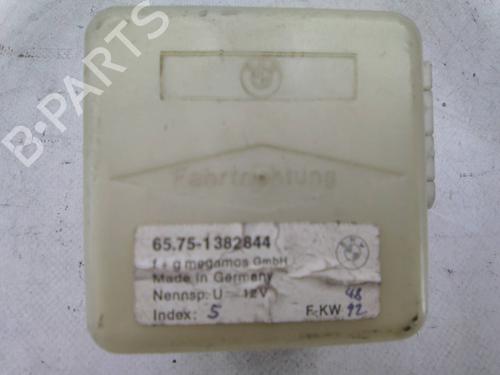 B-PARTS
Fahrtrichtung
65.75-1382844
f + g megamos GmbH
Made in Germany
Nennsp: U 12V
48
Index: 5 F.-KW. 92